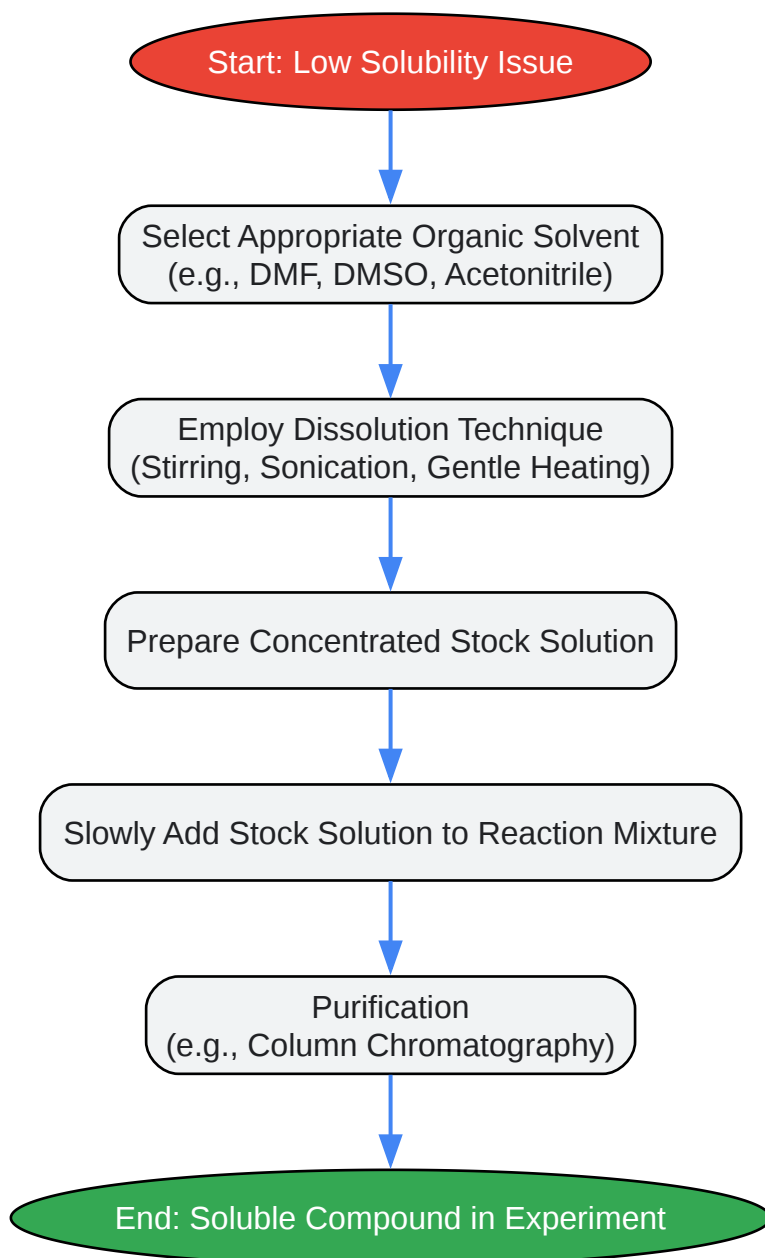 Start: Low Solubility Issue
Select Appropriate Organic Solvent
(e.g., DMF, DMSO, Acetonitrile)
Employ Dissolution Technique
(Stirring, Sonication, Gentle Heating)
Prepare Concentrated Stock Solution
Slowly Add Stock Solution to Reaction Mixture
Purification
(e.g., Column Chromatography)
End: Soluble Compound in Experiment